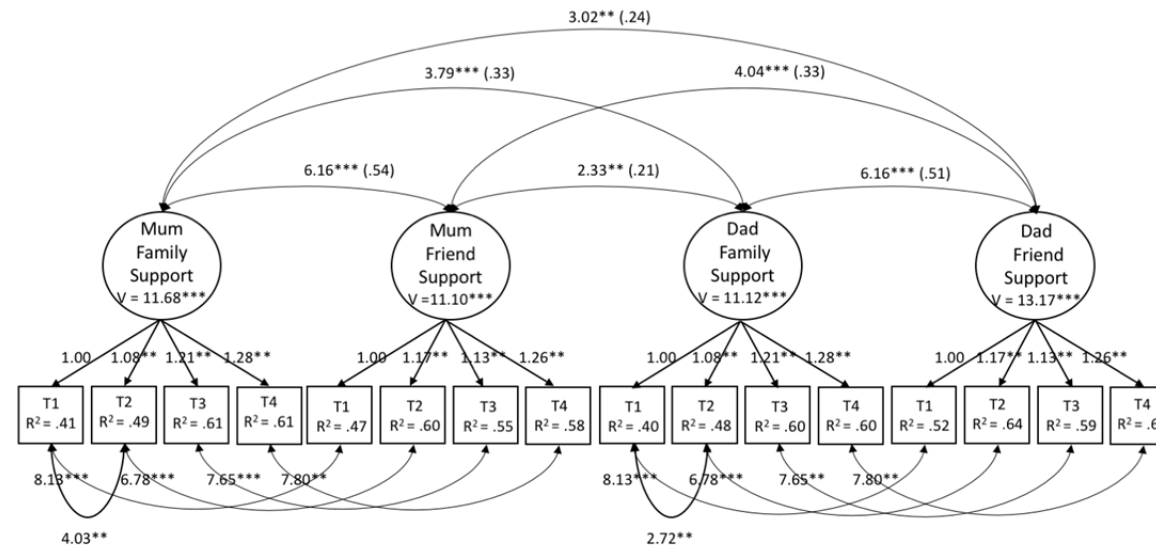 3.02** (.24)
3.79*** (.33)
4.04*** (.33)
6.16*** (.54)
2.33** (.21)
6.16*** (.51)
Mum
Family
Support
V = 11.68***
Mum
Friend
Support
V =11.10***
Dad
Family
Support
V = 11.12***
Dad
Friend
Support
V = 13.17***
1.00 1.08** 1.21** 1.28** 1.00 1.17** 1.13** 1.26** 1.00 1.08** 1.21** 1.28** 1.00 1.17** 1.13** 1.26**
T1 T2 T3 T4 T1 T2 T3 T4 T1 T2 T3 T4 T1 T2 T3 T4
R² = .41 R² = .49 R² = .61 R² = .61 R² = .47 R² = .60 R² = .55 R² = .58 R² = .40 R² = .48 R² = .60 R² = .60 R² = .52 R² = .64 R² = .59 R² = .6
8.13*** 6.78*** 7.65*** 7.80** 8.13*** 6.78*** 7.65** 7.80**
4.03** 2.72**